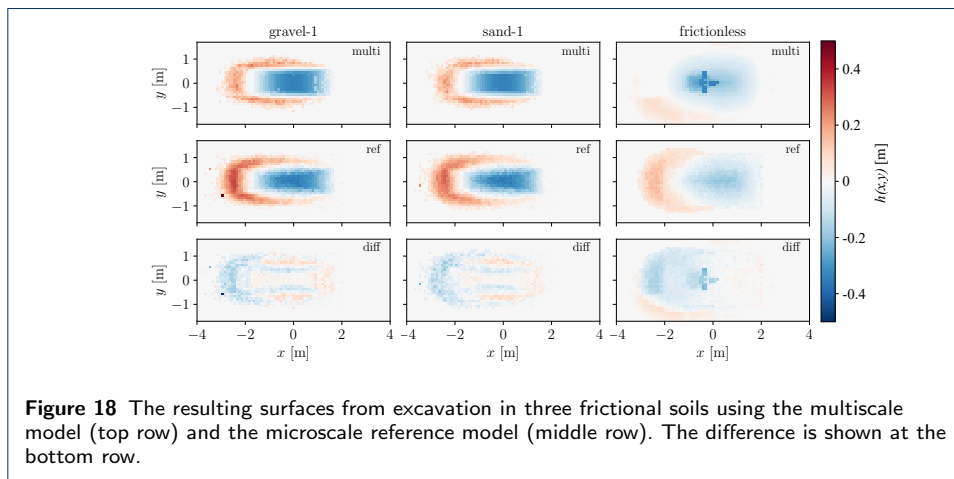 gravel-1 sand-1 frictionless
multi multi multi
1
0
−1
y [m]
ref ref ref
1
0
−1
y [m]
diff diff diff
1
0
−1
y [m]
−4 −2 0 2 4 −2 0 2 4 −2 0 2 4
x [m] x [m] x [m]
0.4
0.2
0
-0.2
-0.4
h(x,y) [m]
Figure 18 The resulting surfaces from excavation in three frictional soils using the multiscale
model (top row) and the microscale reference model (middle row). The difference is shown at the
bottom row.